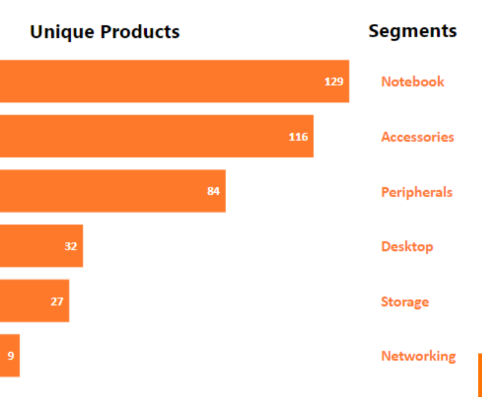 Unique Products Segments
129 Notebook
116 Accessories
84 Peripherals
32 Desktop
27 Storage
9 Networking